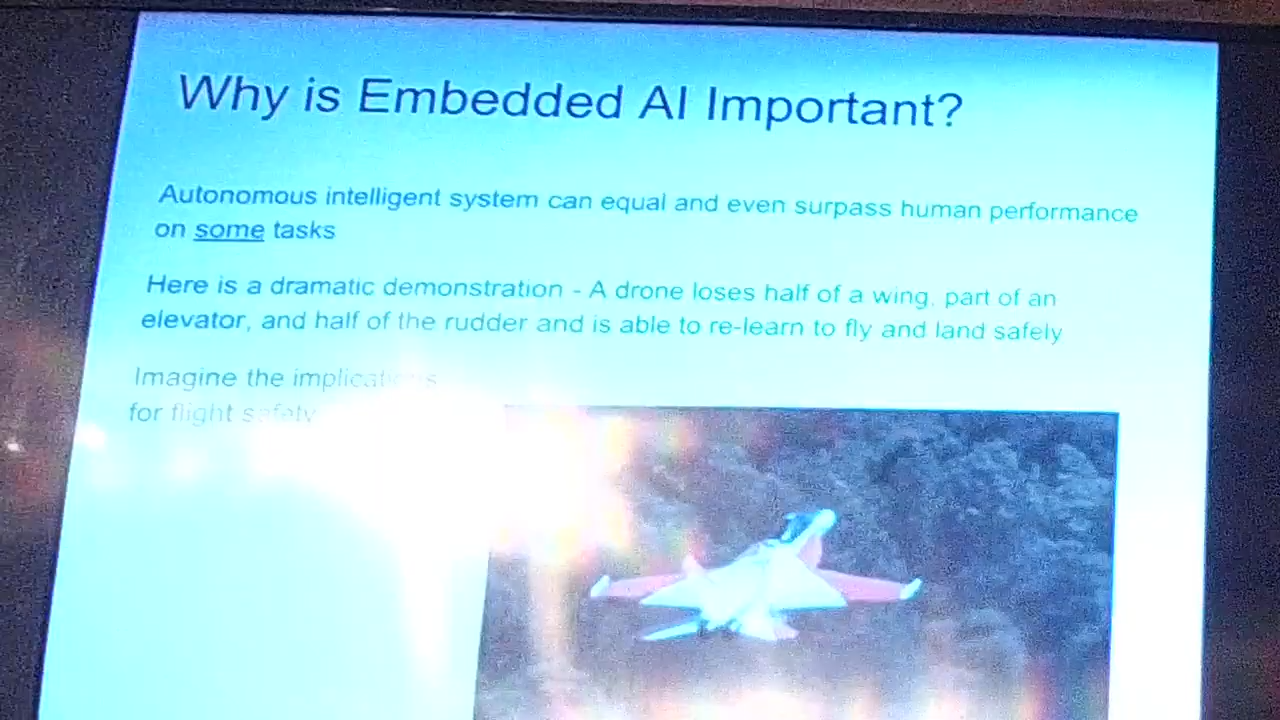 Why is Embedded AI Important?
Autonomous intelligent system can equal and even surpass human performance
on some tasks
Here is a dramatic demonstration - A drone loses half of a wing, part of an
elevator, and half of the rudder and is able to re-learn to fly and land safely
Imagine the implications
for flight safety